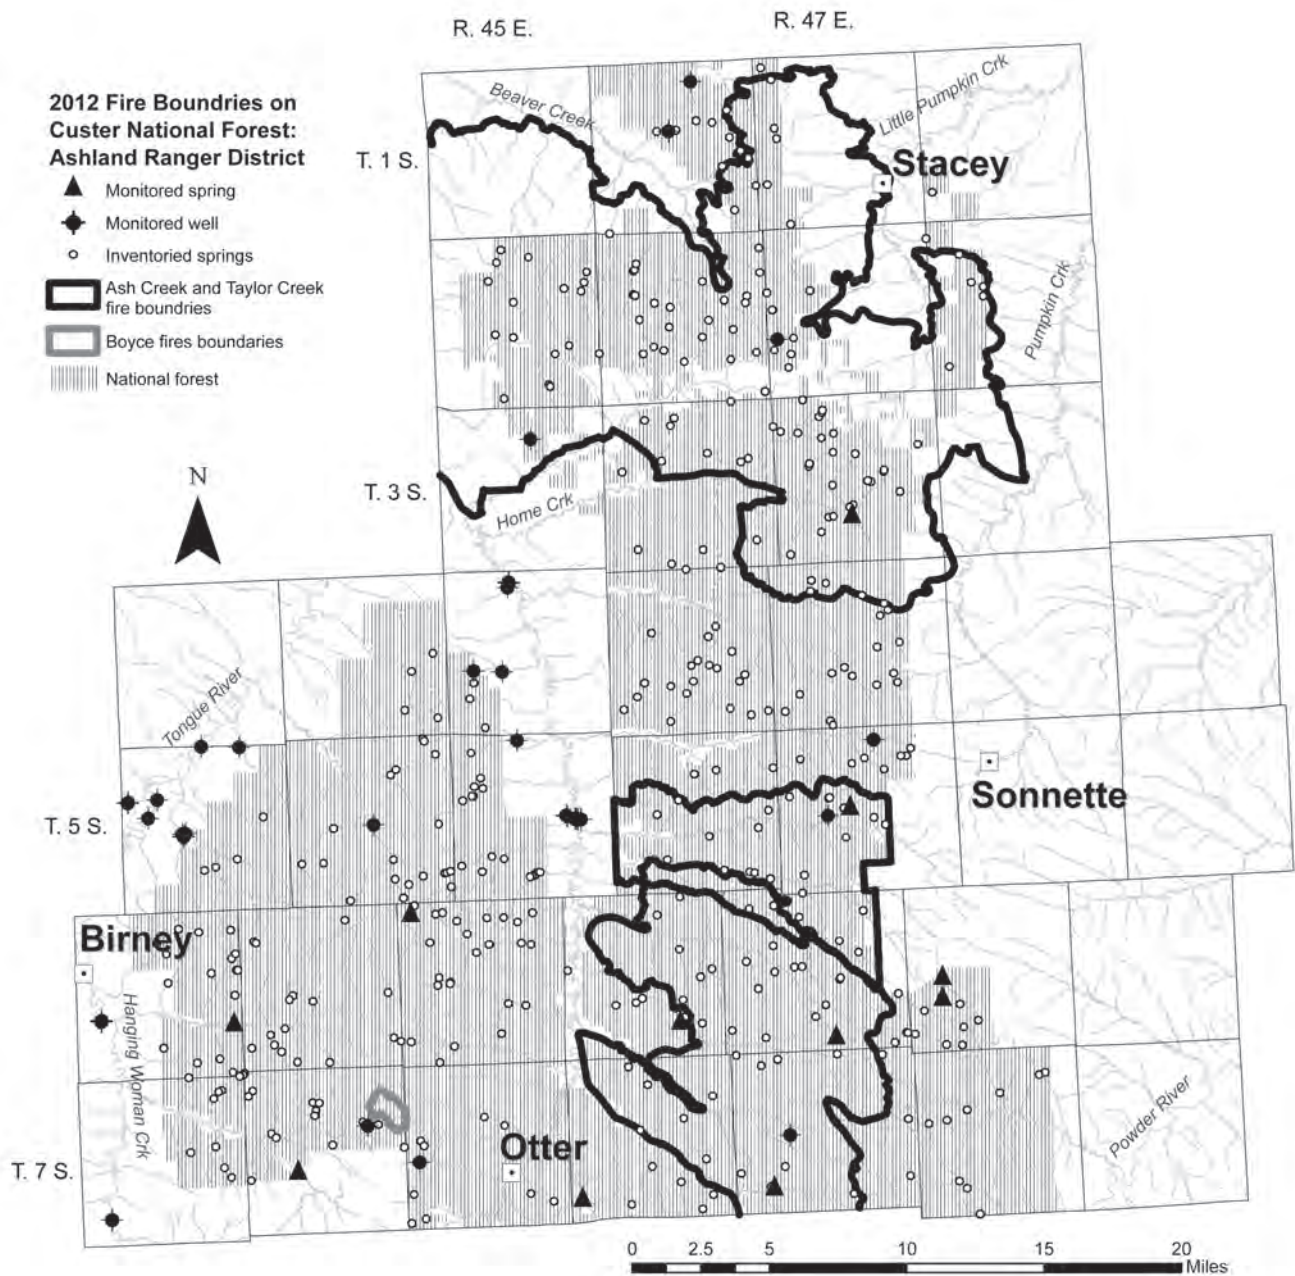 R. 45 E.
R. 47 E.
2012 Fire Boundries on
Custer National Forest:
Ashland Ranger District
Monitored spring
Monitored well
Inventoried springs
Ash Creek and Taylor Creek
fire boundries
Boyce fires boundaries
National forest
Beaver Creek
Little Pumpkin Crk
T. 1 S.
Stacey
Pumpkin Crk
N
T. 3 S.
Home Crk
Tongue River
Sonnette
T. 5 S.
Birney
Hanging Woman Crk
Powder River
Otter
T. 7 S.
0 2.5 5 10 15 20
Miles